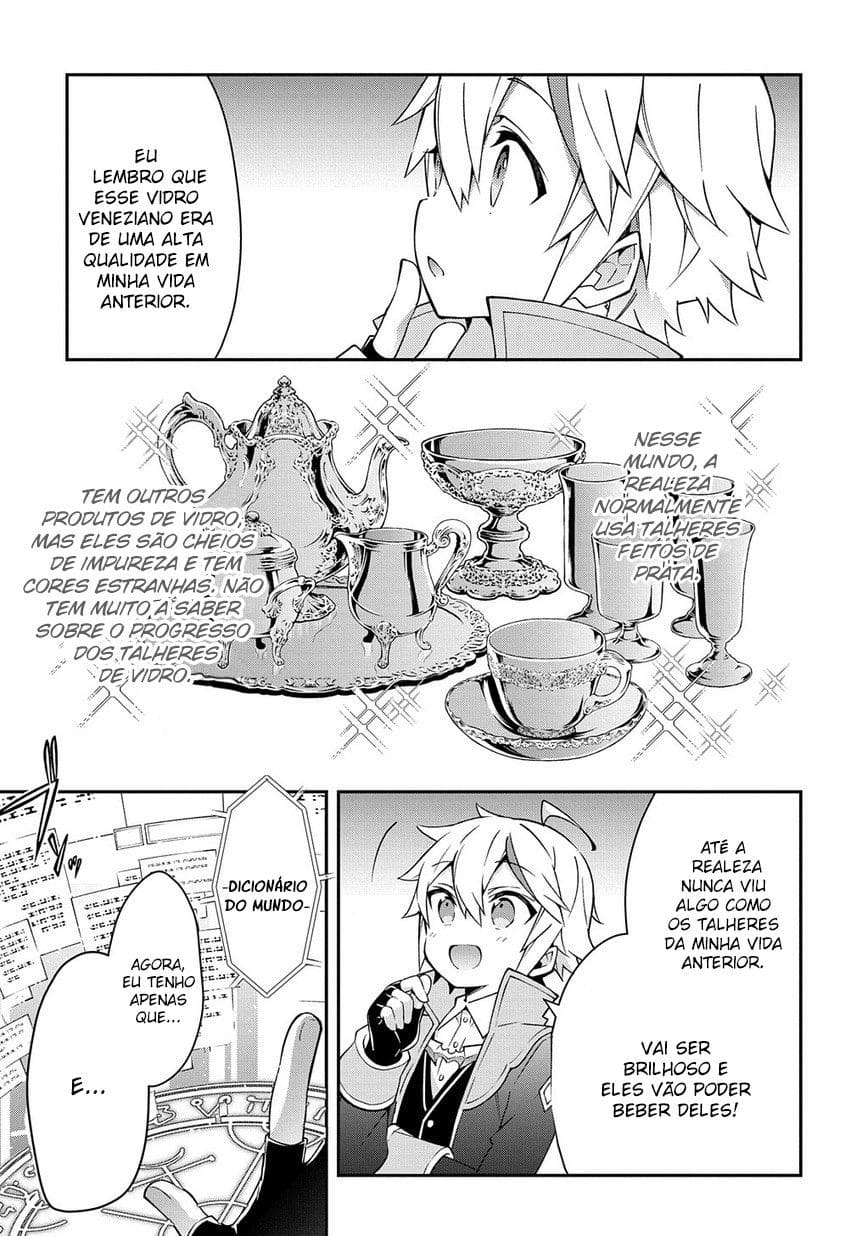 EU
LEMBRO QUE
ESSE VIDRO
VENEZIANO ERA
DE UMA ALTA
QUALIDADE EM
MINHA VIDA
ANTERIOR.
NESSE
MUNDO, A
REALEZA
NORMALMENTE
USA TALHERES
FEITOS DE
PRATA.
TEM OUTROS
PRODUTOS DE VIDRO,
MAS ELES SÃO CHEIOS
DE IMPUREZA E TEM
CORES ESTRANHAS. NÃO
TEM MUITO A SABER
SOBRE O PROGRESSO
DOS TALHERES
DE VIDRO.
ATÉ A
REALEZA
NUNCA VIU
ALGO COMO
OS TALHERES
DA MINHA VIDA
ANTERIOR.
VAI SER
BRILHOSO E
ELES VÃO PODER
BEBER DELES!
-DICIONÁRIO
DO MUNDO-
AGORA,
EU TENHO
APENAS
QUE...
E...